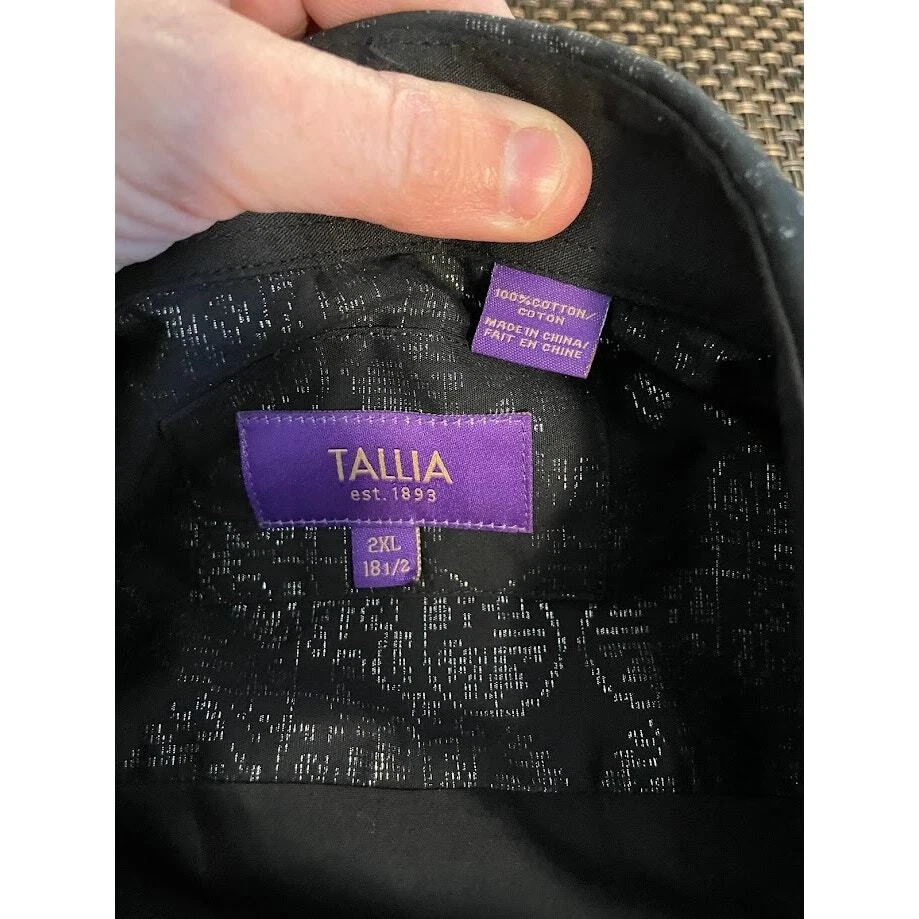 100% COTTON/
COTON
MADE IN CHINA/
FAIT EN CHINE
TALLIA
est. 1893
2XL
18 1/2